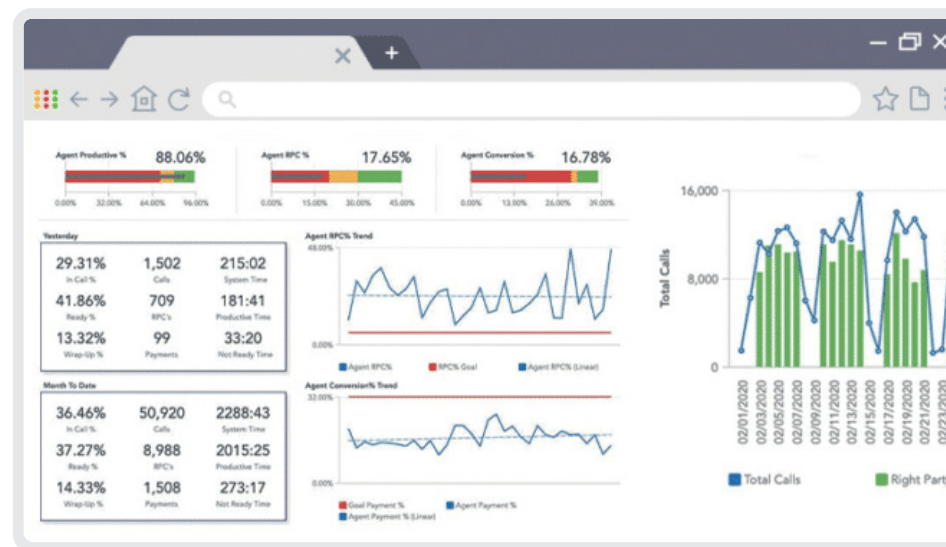 Agent Productive % 88.06%
0.00% 32.00% 64.00% 96.00%
Agent RPC % 17.65%
0.00% 15.00% 30.00% 45.00%
Agent Conversion % 16.78%
0.00% 13.00% 26.00% 39.00%
Yesterday
29.31% 1,502 215:02
In Call % Calls System Time
41.86% 709 181:41
Ready % RPC's Productive Time
13.32% 99 33:20
Wrap-Up % Payments Not Ready Time
Month To Date
36.46% 50,920 2288:43
In Call % Calls System Time
37.27% 8,988 2015:25
Ready % RPC's Productive Time
14.33% 1,508 273:17
Wrap-Up % Payments Not Ready Time
Agent RPC% Trend
48.00%
0.00%
Agent RPC% RPC% Goal Agent RPC% (Linear)
Agent Conversion% Trend
32.00%
0.00%
Goal Payment % Agent Payment %
Agent Payment % (Linear)
Total Calls
16,000
8,000
0
02/01/2020
02/03/2020
02/05/2020
02/07/2020
02/09/2020
02/11/2020
02/13/2020
02/15/2020
02/17/2020
02/19/2020
02/21/2020
Total Calls Right Part